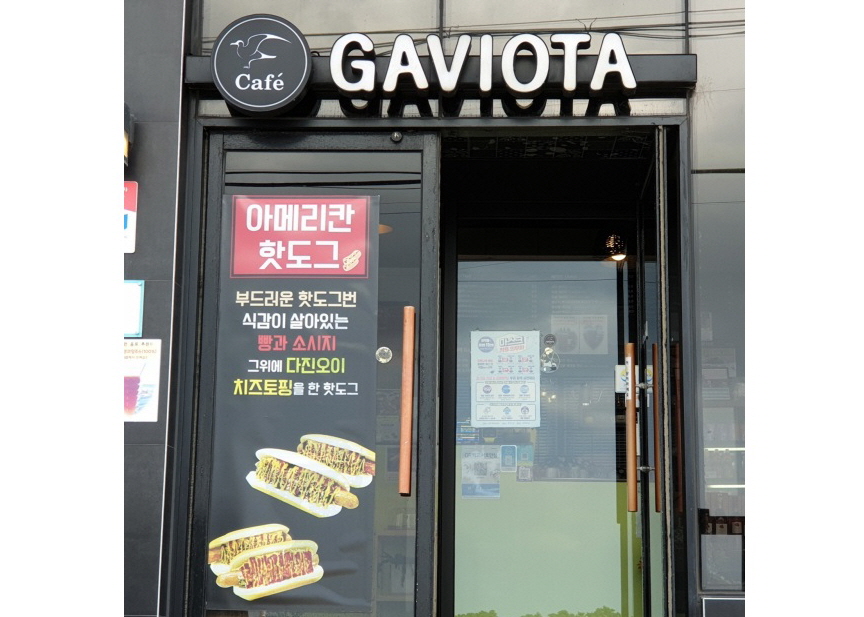 Café
GAVIOTA
아메리칸
핫도그
부드러운 핫도그번
식감이 살아있는
빵과 소시지
그위에 다진오이
치즈토핑을 한 핫도그